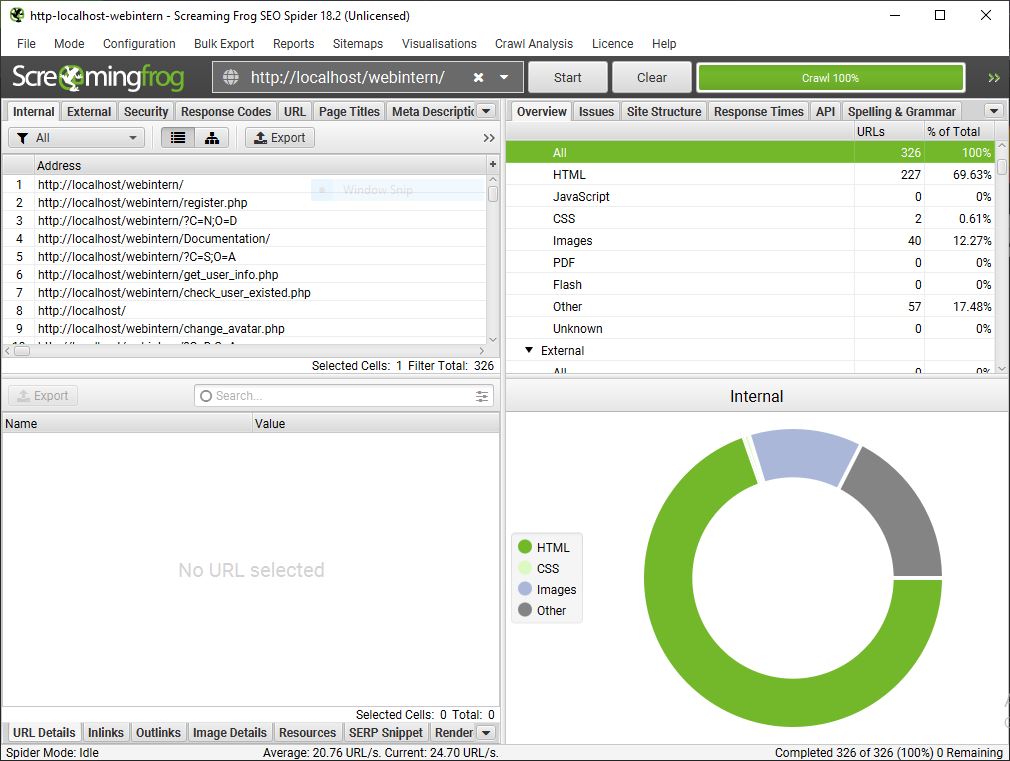 http-localhost-webintern - Screaming Frog SEO Spider 18.2 (Unlicensed)
File Mode Configuration Bulk Export Reports Sitemaps Visualisations Crawl Analysis Licence Help
Screamingfrog http://localhost/webintern/ Start Clear Crawl 100%
Internal External Security Response Codes URL Page Titles Meta Descriptic
All Export
Address
1 http://localhost/webintern/
Window Snip
2 http://localhost/webintern/register.php
3 http://localhost/webintern/?C=N;O=D
4 http://localhost/webintern/Documentation/
5 http://localhost/webintern/?C=S;O=A
6 http://localhost/webintern/get_user_info.php
7 http://localhost/webintern/check_user_existed.php
8 http://localhost/
9 http://localhost/webintern/change_avatar.php
Selected Cells: 1 Filter Total: 326
Export Search...
Name Value
No URL selected
Selected Cells: 0 Total: 0
URL Details Inlinks Outlinks Image Details Resources SERP Snippet Render
Overview Issues Site Structure Response Times API Spelling & Grammar
URLs % of Total
All 326 100%
HTML 227 69.63%
JavaScript 0 0%
CSS 2 0.61%
Images 40 12.27%
PDF 0 0%
Flash 0 0%
Other 57 17.48%
Unknown 0 0%
External
All 0 0%
Internal
HTML
CSS
Images
Other
Spider Mode: Idle Average: 20.76 URL/s. Current: 24.70 URL/s. Completed 326 of 326 (100%) 0 Remaining